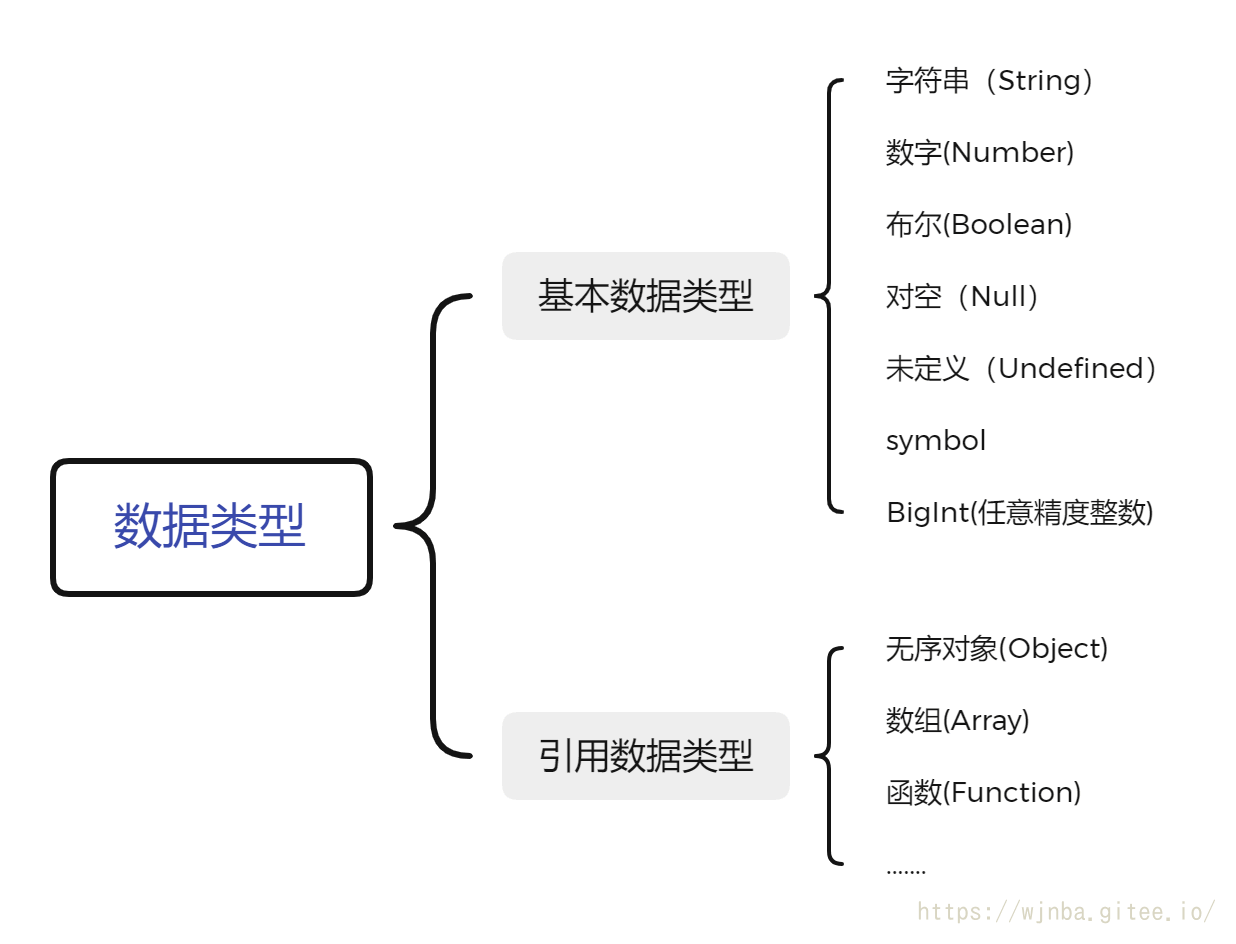 数据类型
基本数据类型
字符串（String）
数字(Number)
布尔(Boolean)
对空（Null）
未定义（Undefined）
symbol
BigInt(任意精度整数)
引用数据类型
无序对象(Object)
数组(Array)
函数(Function)
.......
https://wjnba.gitee.io/